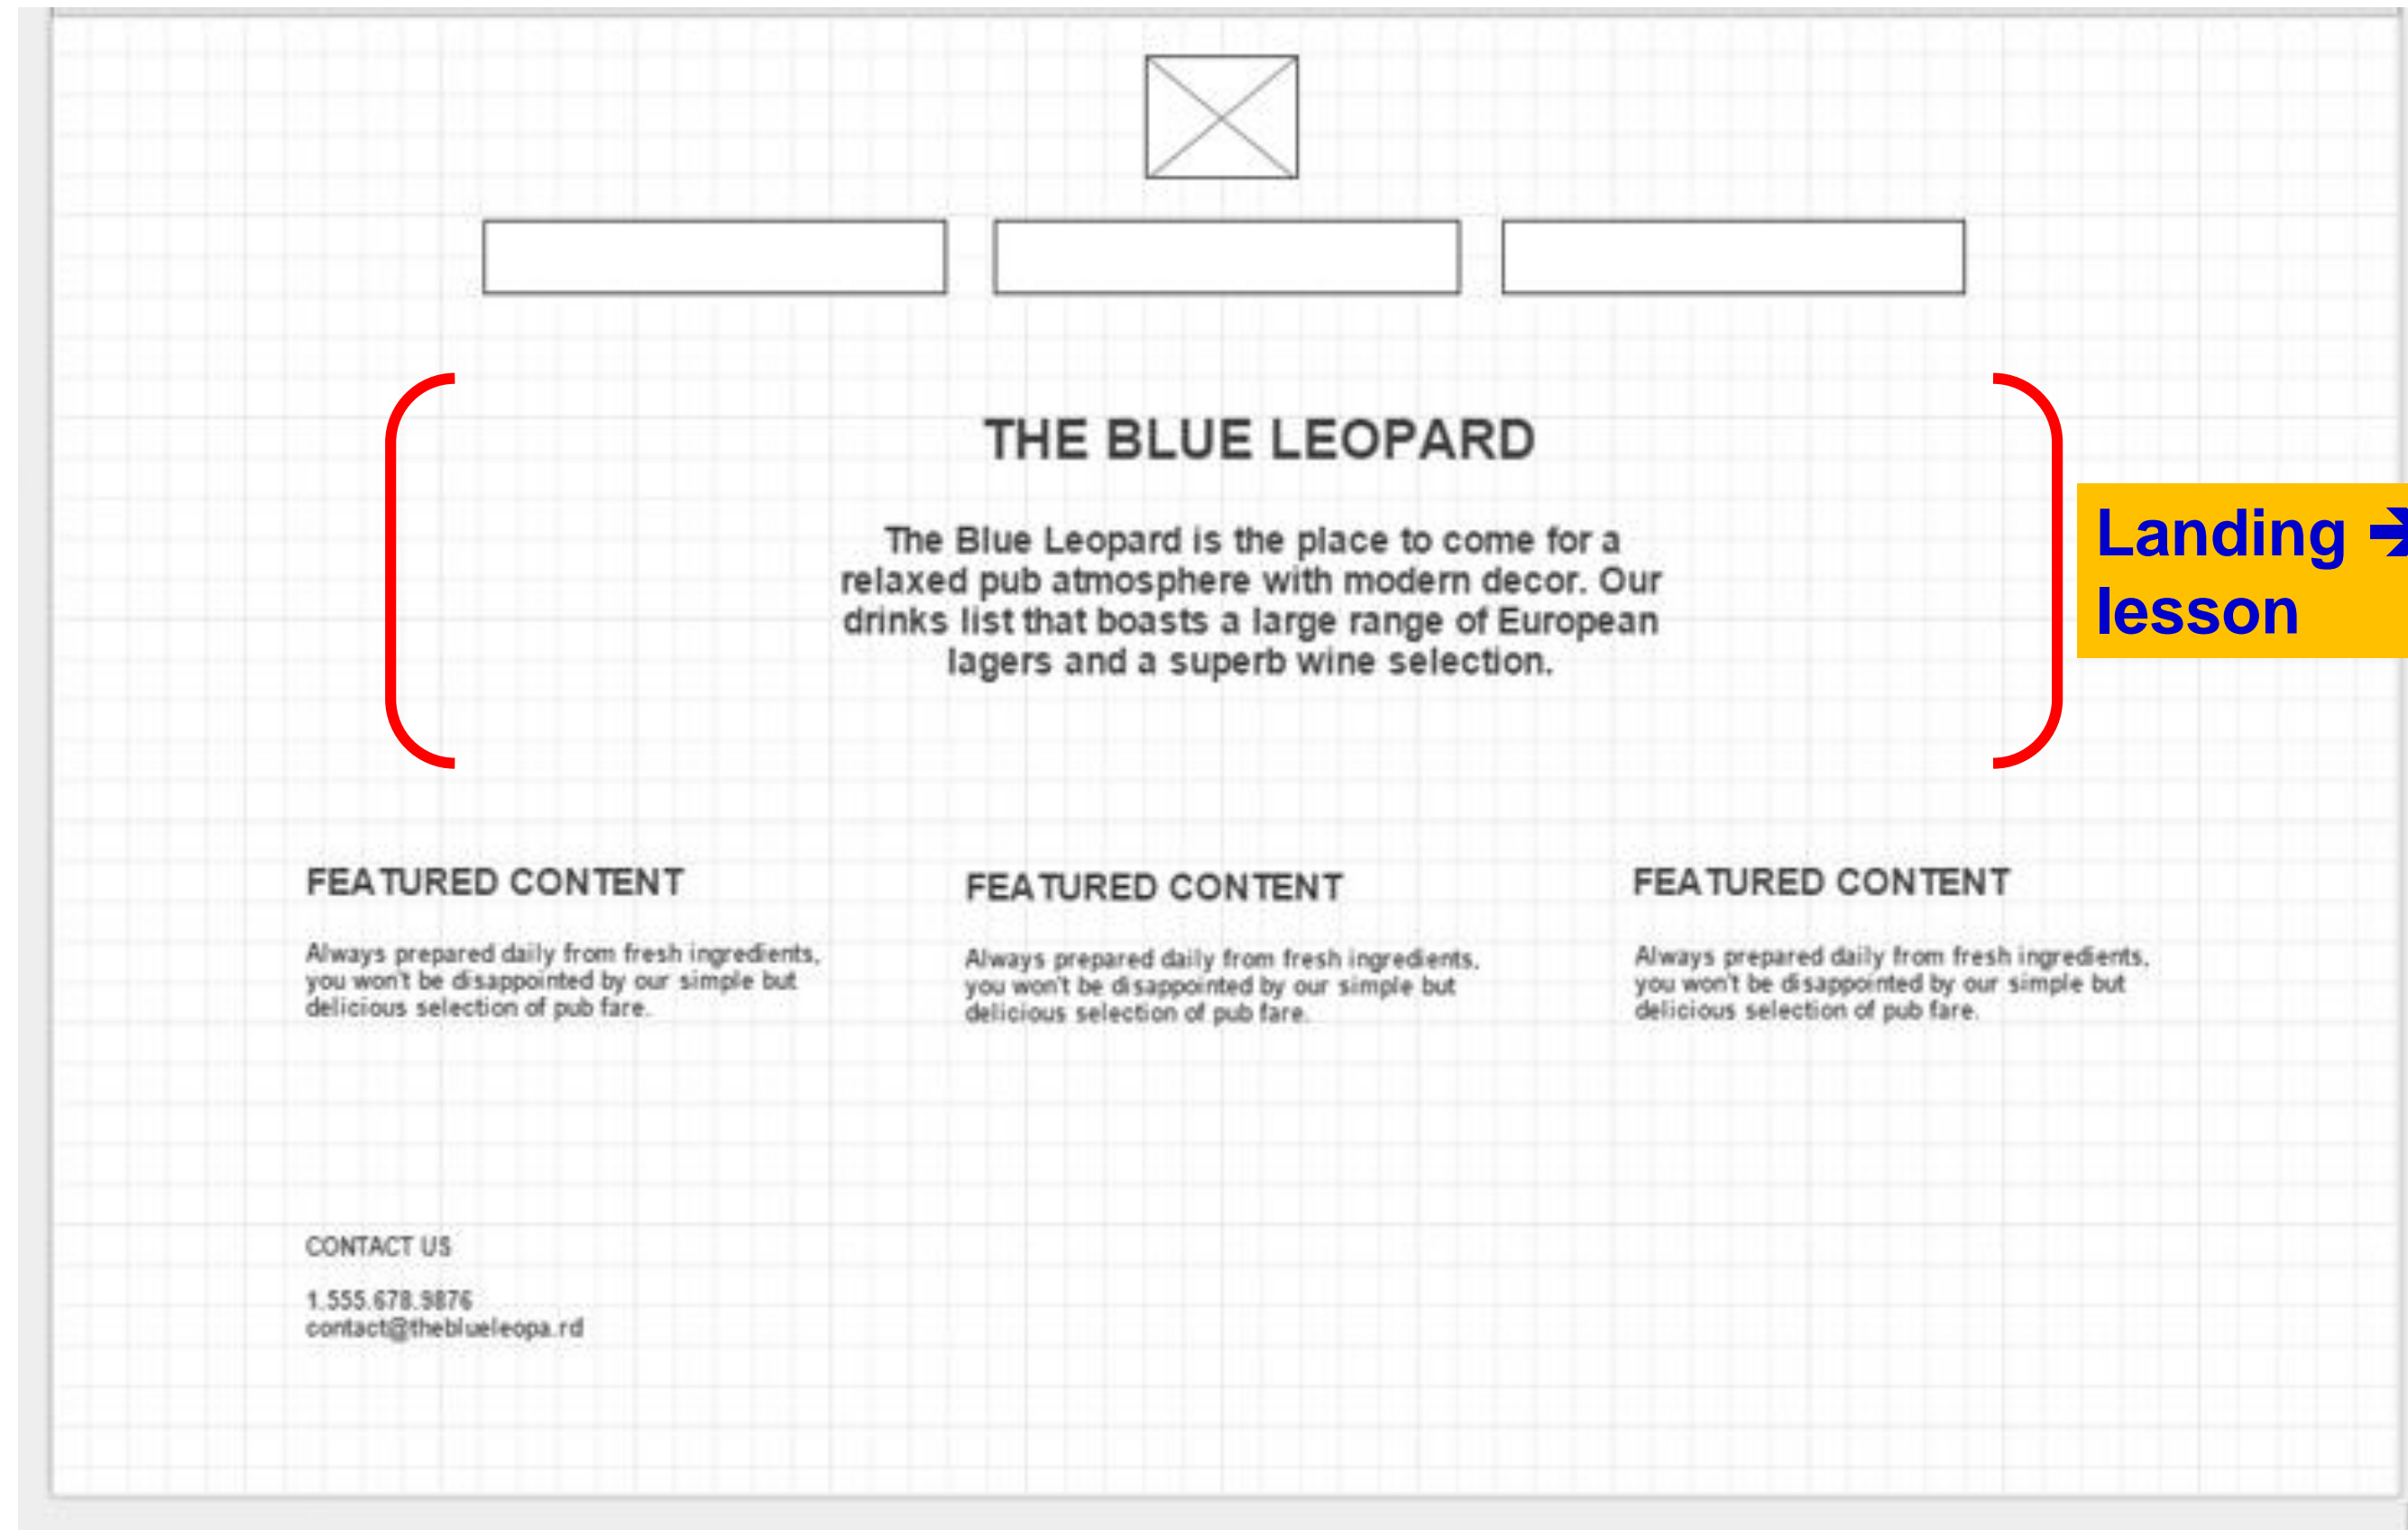 THE BLUE LEOPARD
The Blue Leopard is the place to come for a
relaxed pub atmosphere with modern decor. Our
drinks list that boasts a large range of European
lagers and a superb wine selection.
Landing →
lesson
FEATURED CONTENT
Always prepared daily from fresh ingredients,
you won't be disappointed by our simple but
delicious selection of pub fare.
FEATURED CONTENT
Always prepared daily from fresh ingredients,
you won't be disappointed by our simple but
delicious selection of pub fare.
FEATURED CONTENT
Always prepared daily from fresh ingredients,
you won't be disappointed by our simple but
delicious selection of pub fare.
CONTACT US
1.555.678.9876
contact@theblueleopa.rd